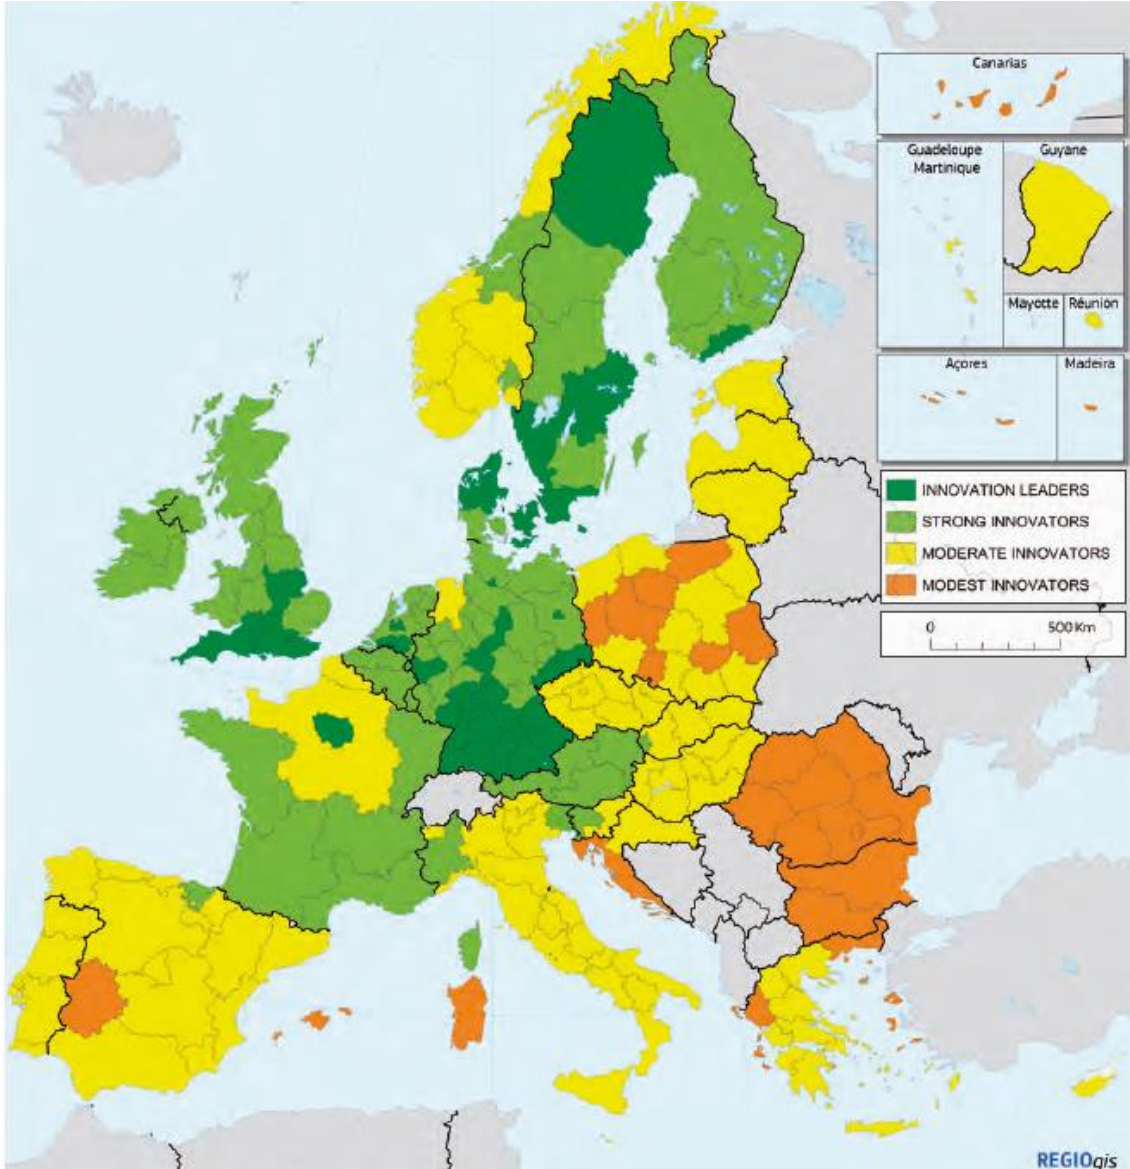 Canarias
Guadeloupe
Martinique
Guyane
Mayotte
Réunion
Açores
Madeira
INNOVATION LEADERS
STRONG INNOVATORS
MODERATE INNOVATORS
MODEST INNOVATORS
0
500 Km
REGIOgis